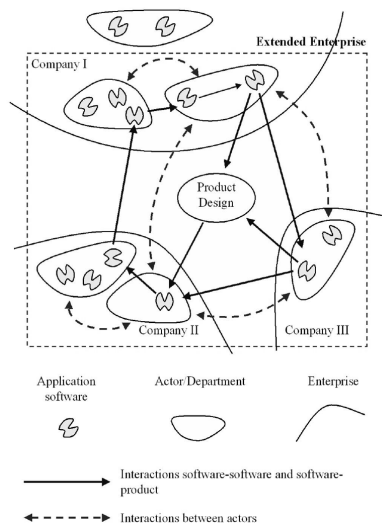 Extended Enterprise
Company I
Product
Design
Company II
Company III
Application
software
Actor/Department
Enterprise
Interactions software-software and software-
product
Interactions between actors